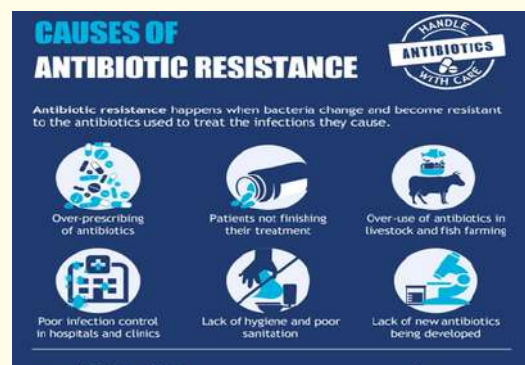 CAUSES OF
ANTIBIOTIC RESISTANCE
HANDLE
ANTIBIOTICS
WITH CARE
Antibiotic resistance happens when bacteria change and become resistant
to the antibiotics used to treat the infections they cause.
Over-prescribing
of antibiotics
Patients not finishing
their treatment
Over-use of antibiotics in
livestock and fish farming
Poor infection control
in hospitals and clinics
Lack of hygiene and poor
sanitation
Lack of new antibiotics
being developed